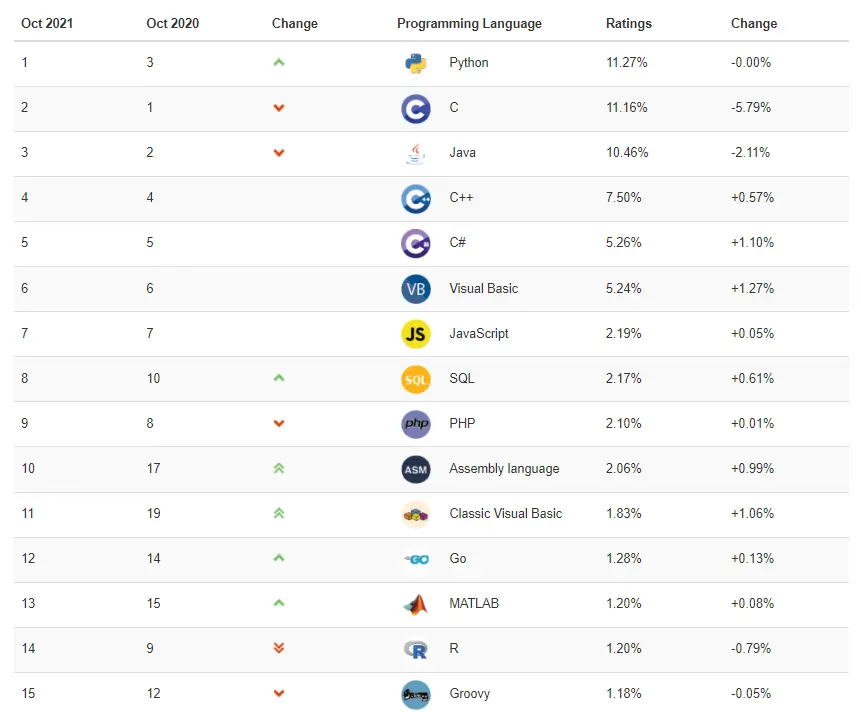 Oct 2021 Oct 2020 Change Programming Language Ratings Change
1 3 Python 11.27% -0.00%
2 1 C 11.16% -5.79%
3 2 Java 10.46% -2.11%
4 4 C++ 7.50% +0.57%
5 5 C# 5.26% +1.10%
6 6 VB Visual Basic 5.24% +1.27%
7 7 JS JavaScript 2.19% +0.05%
8 10 SQL SQL 2.17% +0.61%
9 8 php PHP 2.10% +0.01%
10 17 ASM Assembly language 2.06% +0.99%
11 19 Classic Visual Basic 1.83% +1.06%
12 14 GO Go 1.28% +0.13%
13 15 MATLAB 1.20% +0.08%
14 9 R R 1.20% -0.79%
15 12 Groovy 1.18% -0.05%